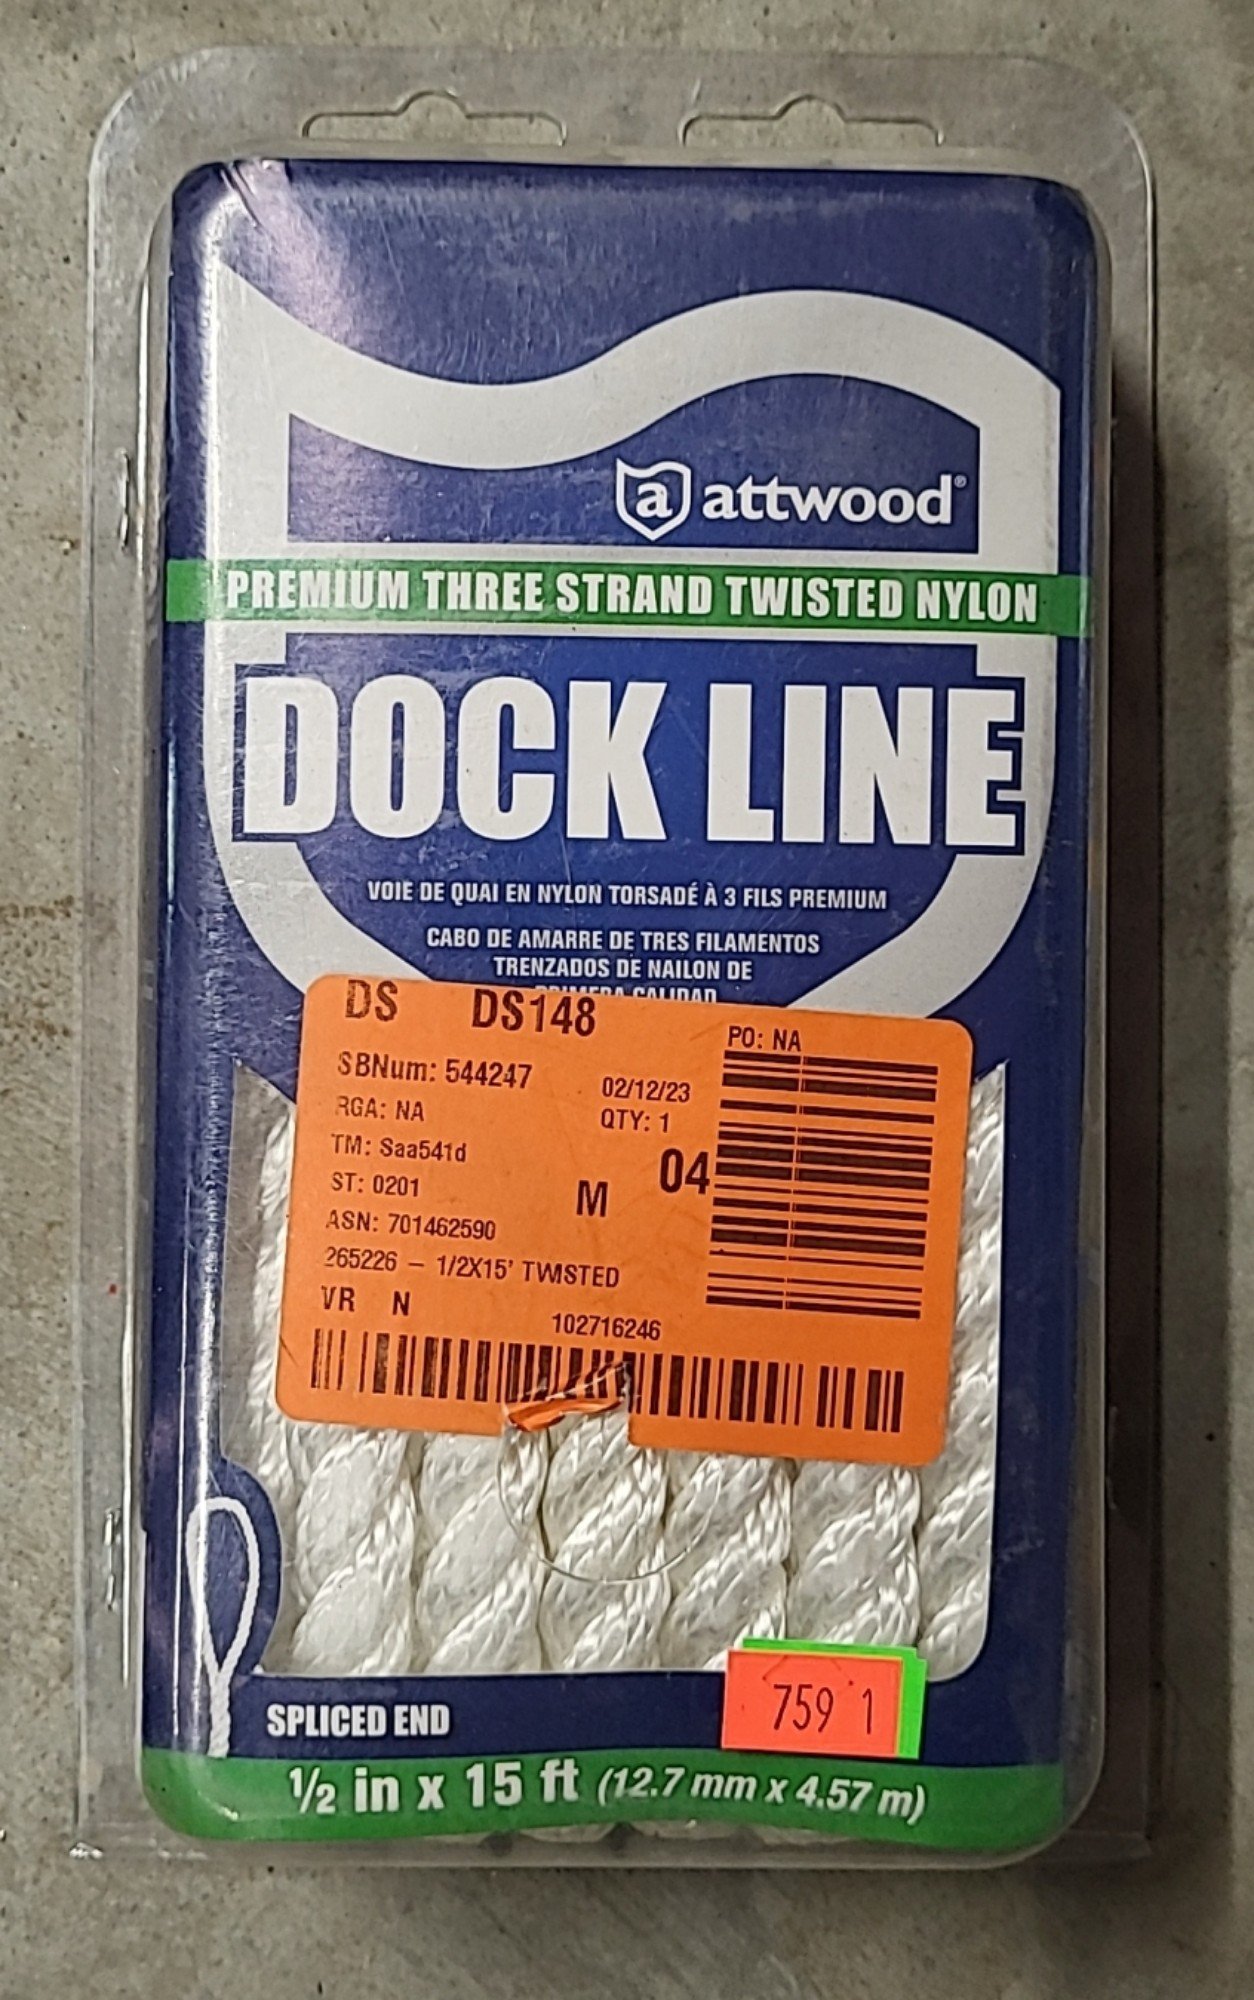 a attwood®
PREMIUM THREE STRAND TWISTED NYLON
DOCK LINE
VOIE DE QUAI EN NYLON TORSADÉ À 3 FILS PREMIUM
CABO DE AMARRE DE TRES FILAMENTOS
TRENZADOS DE NAILON DE
PRIMERA CALIDAD
DS DS148
PO: NA
SBNum: 544247
02/12/23
RGA: NA
QTY: 1
TM: Saa541d
04
ST: 0201
M
ASN: 701462590
265226 – 1/2X15' TWISTED
VR N
102716246
759 1
SPLICED END
½ in x 15 ft (12.7 mm x 4.57 m)